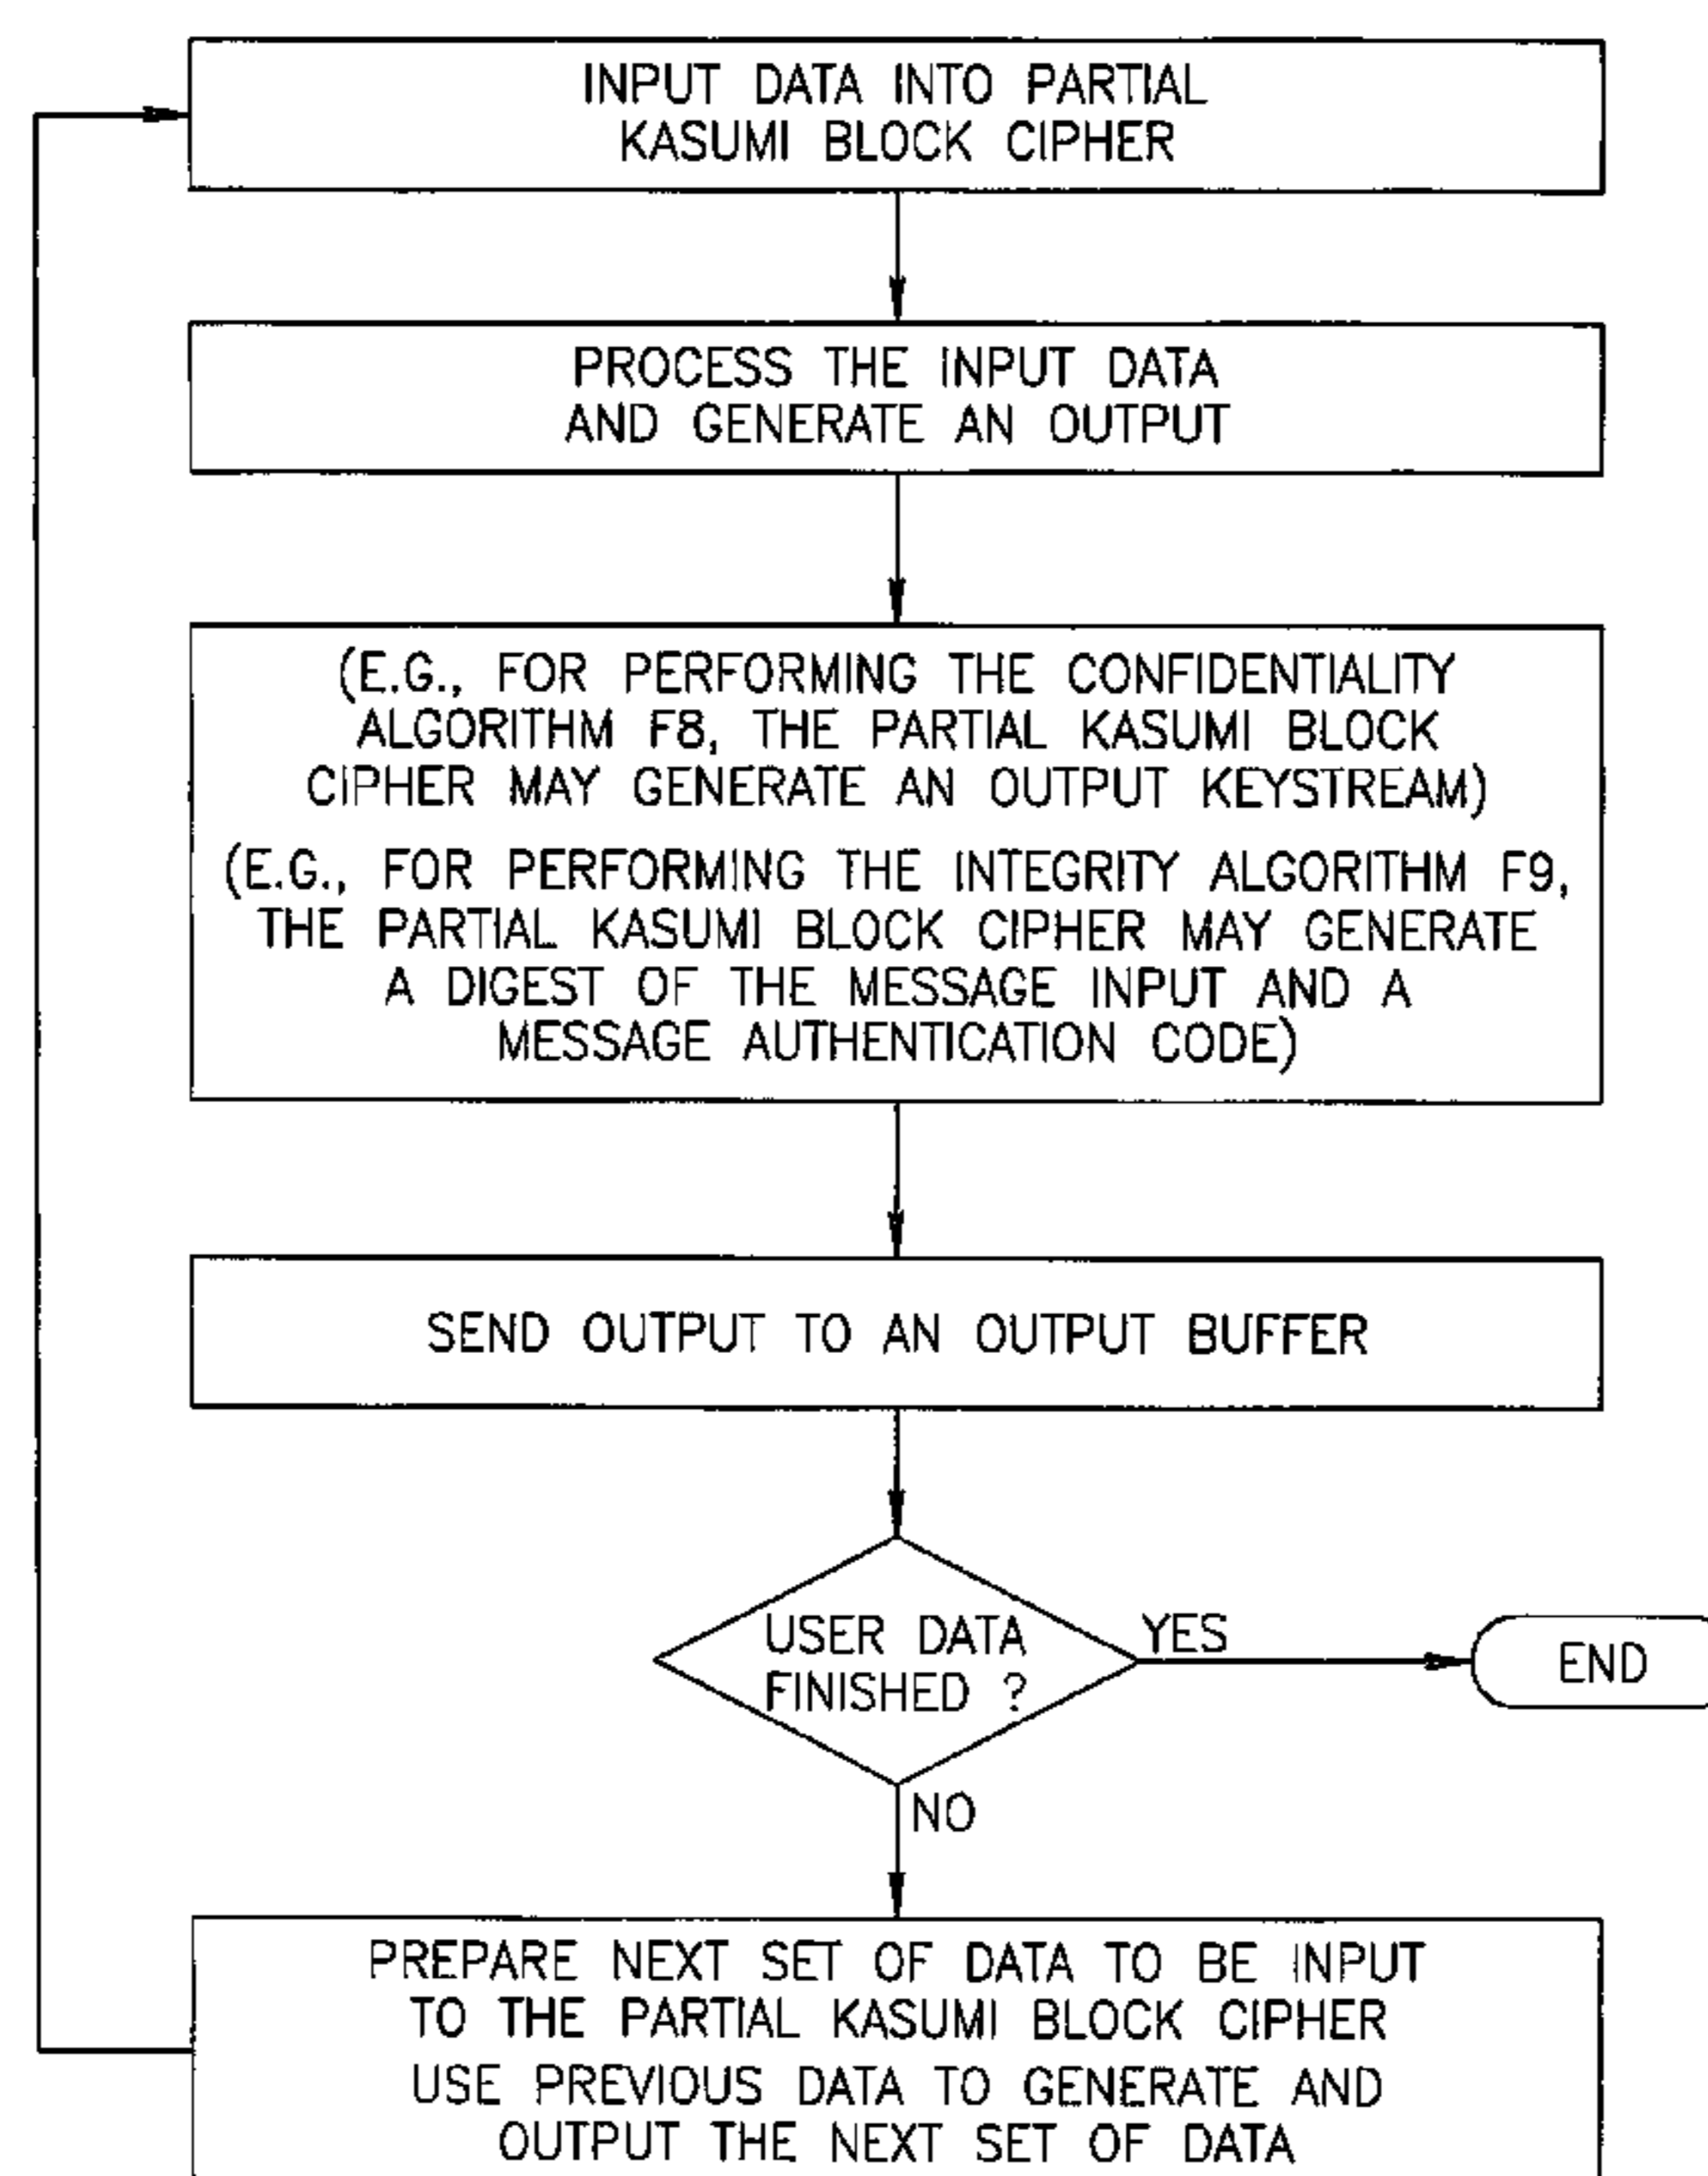 INPUT DATA INTO PARTIAL
KASUMI BLOCK CIPHER
PROCESS THE INPUT DATA
AND GENERATE AN OUTPUT
(E.G., FOR PERFORMING THE CONFIDENTIALITY
ALGORITHM F8, THE PARTIAL KASUMI BLOCK
CIPHER MAY GENERATE AN OUTPUT KEYSTREAM)
(E.G., FOR PERFORMING THE INTEGRITY ALGORITHM F9,
THE PARTIAL KASUMI BLOCK CIPHER MAY GENERATE
A DIGEST OF THE MESSAGE INPUT AND A
MESSAGE AUTHENTICATION CODE)
SEND OUTPUT TO AN OUTPUT BUFFER
USER DATA
FINISHED ?
YES
END
NO
PREPARE NEXT SET OF DATA TO BE INPUT
TO THE PARTIAL KASUMI BLOCK CIPHER
USE PREVIOUS DATA TO GENERATE AND
OUTPUT THE NEXT SET OF DATA